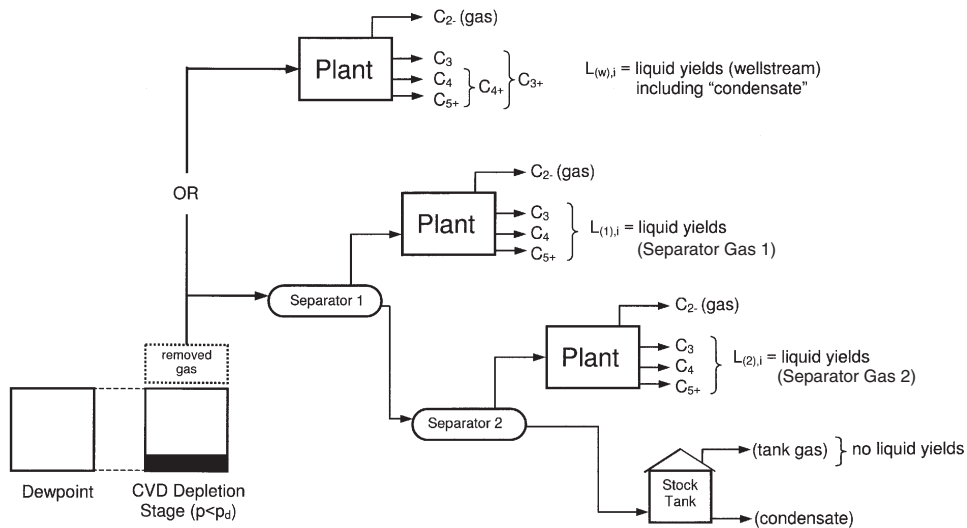 C2- (gas)
Plant
C3
C4
C5+
C4+
C3+
L(w),i = liquid yields (wellstream)
including “condensate”
OR
C2- (gas)
Plant
C3
C4
C5+
L(1),i = liquid yields
(Separator Gas 1)
Separator 1
C2- (gas)
Plant
C3
C4
C5+
L(2),i = liquid yields
(Separator Gas 2)
removed
gas
Separator 2
(tank gas)
no liquid yields
Stock
Tank
(condensate)
Dewpoint
CVD Depletion
Stage (p<pd)